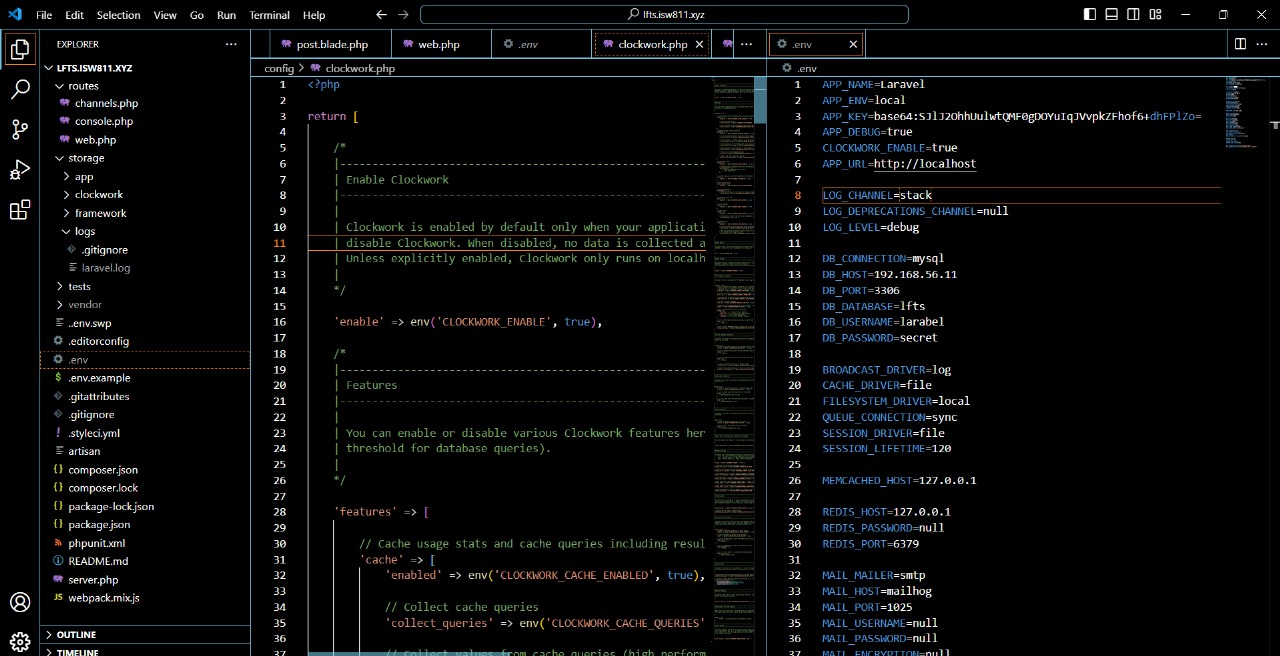 File Edit Selection View Go Run Terminal Help
lfts.isw811.xyz
EXPLORER
LFTS.ISW811.XYZ
routes
channels.php
console.php
web.php
storage
app
clockwork
framework
logs
.gitignore
laravel.log
tests
vendor
.env.swp
.editorconfig
.env
.env.example
.gitattributes
.gitignore
.styleci.yml
artisan
composer.json
composer.lock
package-lock.json
package.json
phpunit.xml
README.md
server.php
webpack.mix.js
OUTLINE
TIMELINE
post.blade.php web.php .env clockwork.php
config > clockwork.php
1 <?php
2
3 return [
4
5 /*
6 |--------------------------------------------------------------------------
7 | Enable Clockwork
8 |--------------------------------------------------------------------------
9 |
10 | Clockwork is enabled by default only when your applicati
11 | disable Clockwork. When disabled, no data is collected a
12 | Unless explicitly enabled, Clockwork only runs on localh
13 |
14 */
15
16 'enable' => env('CLOCKWORK_ENABLE', true),
17
18 /*
19 |--------------------------------------------------------------------------
20 | Features
21 |--------------------------------------------------------------------------
22 |
23 | You can enable or disable various Clockwork features her
24 | threshold for database queries).
25 |
26 */
27
28 'features' => [
29
30 // Cache usage stats and cache queries including resul
31 'cache' => [
32 'enabled' => env('CLOCKWORK_CACHE_ENABLED', true),
33
34 // Collect cache queries
35 'collect_queries' => env('CLOCKWORK_CACHE_QUERIES'
36
37 // Collect values from cache queries (high perform
.env
.env
1 APP_NAME=Laravel
2 APP_ENV=local
3 APP_KEY=base64:SJlJ2OhhUulwtQMF0gDOYuIqJVvpkZFhof6+dhFPlZo=
4 APP_DEBUG=true
5 CLOCKWORK_ENABLE=true
6 APP_URL=http://localhost
7
8 LOG_CHANNEL=stack
9 LOG_DEPRECATIONS_CHANNEL=null
10 LOG_LEVEL=debug
11
12 DB_CONNECTION=mysql
13 DB_HOST=192.168.56.11
14 DB_PORT=3306
15 DB_DATABASE=lfts
16 DB_USERNAME=larabel
17 DB_PASSWORD=secret
18
19 BROADCAST_DRIVER=log
20 CACHE_DRIVER=file
21 FILESYSTEM_DRIVER=local
22 QUEUE_CONNECTION=sync
23 SESSION_DRIVER=file
24 SESSION_LIFETIME=120
25
26 MEMCACHED_HOST=127.0.0.1
27
28 REDIS_HOST=127.0.0.1
29 REDIS_PASSWORD=null
30 REDIS_PORT=6379
31
32 MAIL_MAILER=smtp
33 MAIL_HOST=mailhog
34 MAIL_PORT=1025
35 MAIL_USERNAME=null
36 MAIL_PASSWORD=null
37 MAIL_ENCRYPTION=null